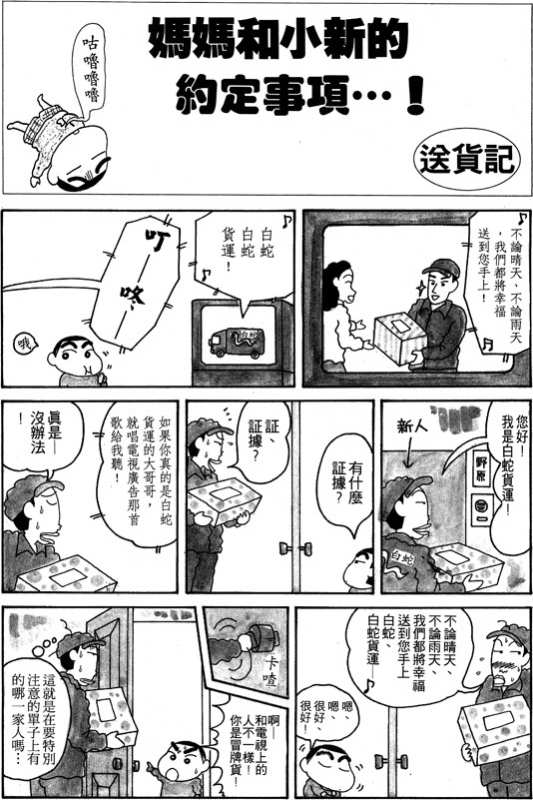 媽媽和小新的
約定事項…！
咕嚕嚕嚕
送貨記
不論晴天、不論雨天
，我們都將幸福
送到您手上！
白蛇
白蛇
貨運！
叮—咚—
哦
您好！
我是白蛇貨運！
新人
野原
白蛇
有什麼
証據？
証、
証據？
如果你真的是白蛇
貨運的大哥哥，
就唱電視廣告那首
歌給我聽！
真是—
沒辦法
！
不論晴天、
不論雨天、
我們都將幸福
送到您手上
白蛇、
白蛇貨運
嗯、嗯、
很好、
很好！
卡喳
啊—
和電視上的
人不一樣！
你是冒牌貨！
這就是在要特別
注意的單子上有
的哪一家人嗎…